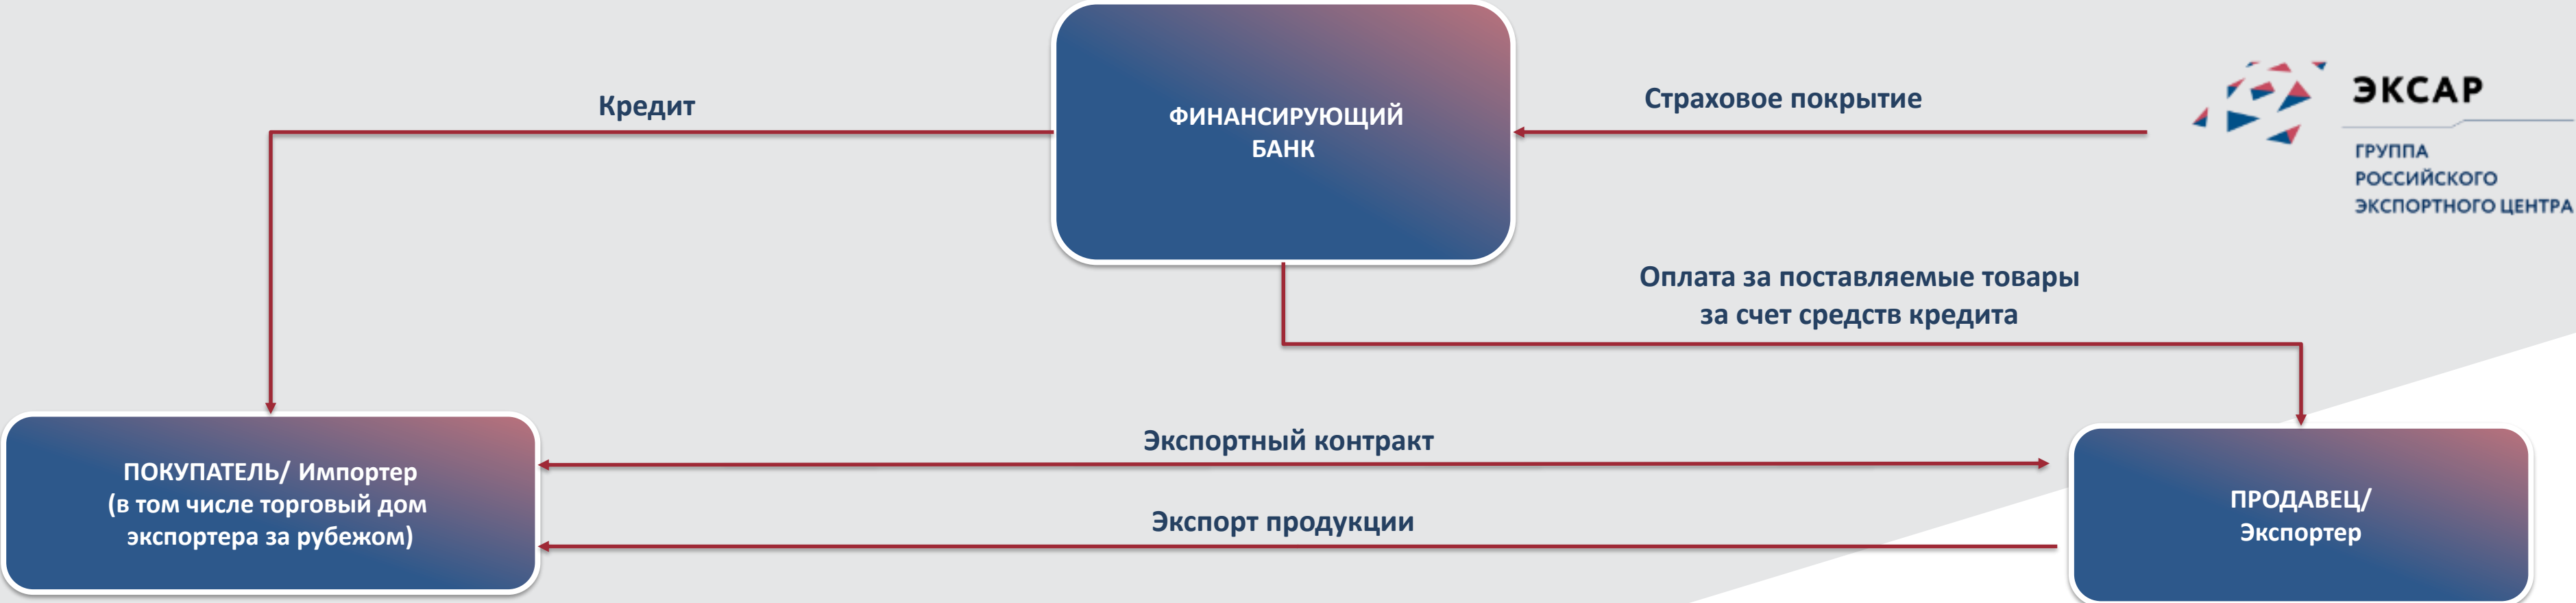 Кредит
ФИНАНСИРУЮЩИЙ
БАНК
Страховое покрытие
ЭКСАР
ГРУППА
РОССИЙСКОГО
ЭКСПОРТНОГО ЦЕНТРА
Оплата за поставляемые товары
за счет средств кредита
ПОКУПАТЕЛЬ/ Импортер
(в том числе торговый дом
экспортера за рубежом)
Экспортный контракт
Экспорт продукции
ПРОДАВЕЦ/
Экспортер